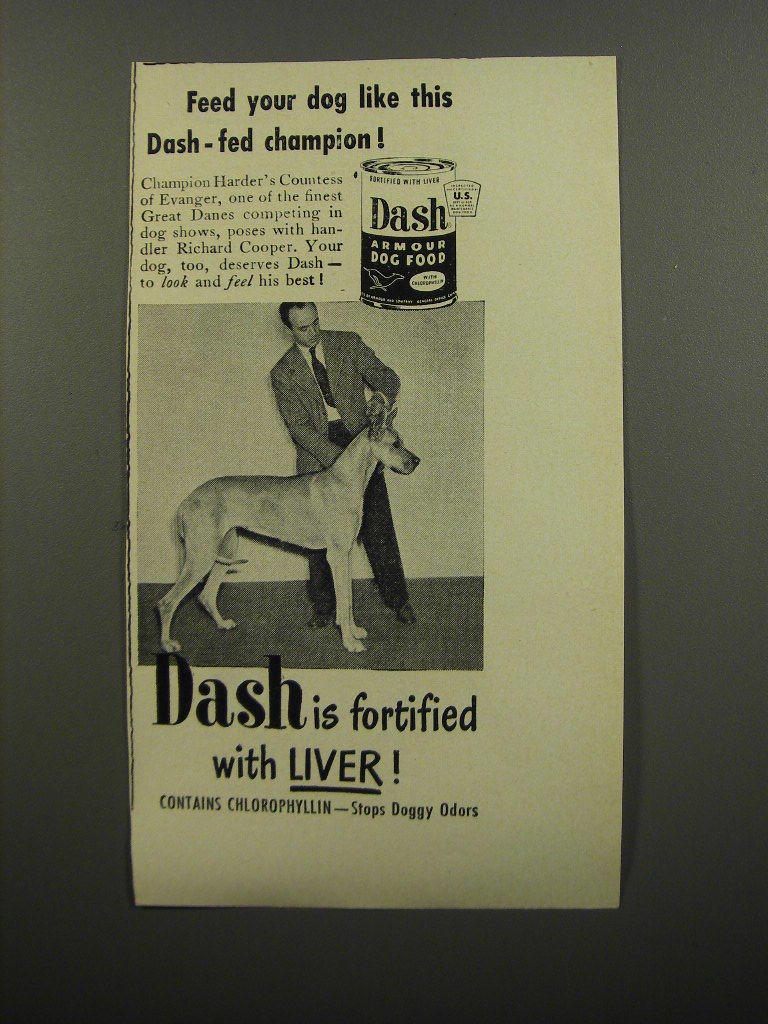 Feed your dog like this
Dash-fed champion!
Champion Harder's Countess
of Evanger, one of the finest
Great Danes competing in
dog shows, poses with han-
dler Richard Cooper. Your
dog, too, deserves Dash—
to look and feel his best!
FORTIFIED WITH LIVER
Dash
ARMOUR
DOG FOOD
WITH
CHLOROPHYLLIN
U.S.
Dash is fortified
with LIVER!
CONTAINS CHLOROPHYLLIN—Stops Doggy Odors